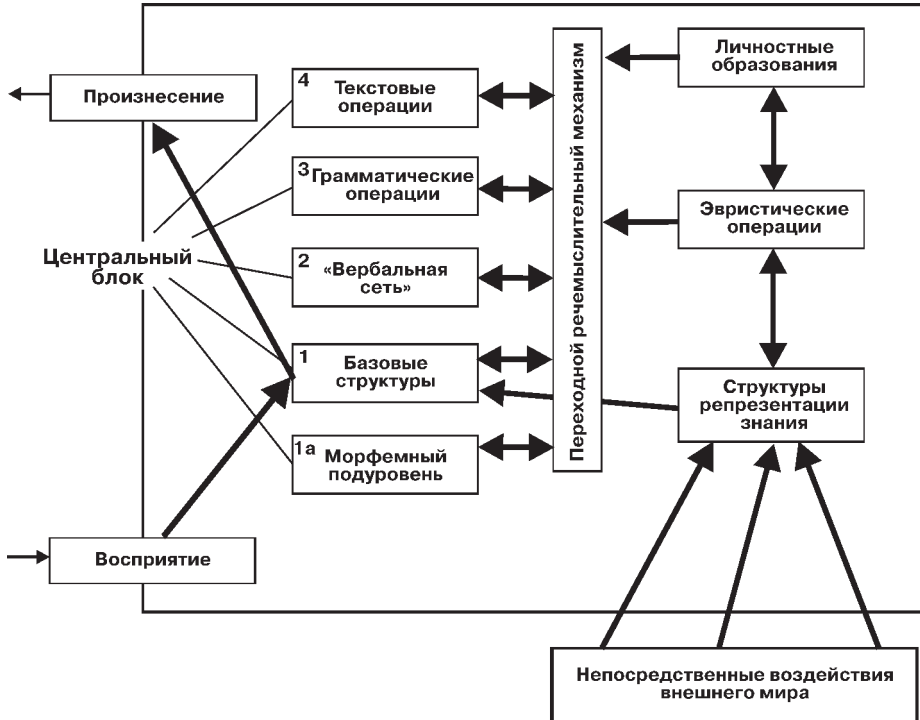 Произнесение
Центральный
блок
Восприятие
4
Текстовые
операции
3
Грамматические
операции
2
«Вербальная
сеть»
1
Базовые
структуры
1а
Морфемный
подуровень
Переходной речемыслительный механизм
Личностные
образования
Эвристические
операции
Структуры
репрезентации
знания
Непосредственные воздействия
внешнего мира